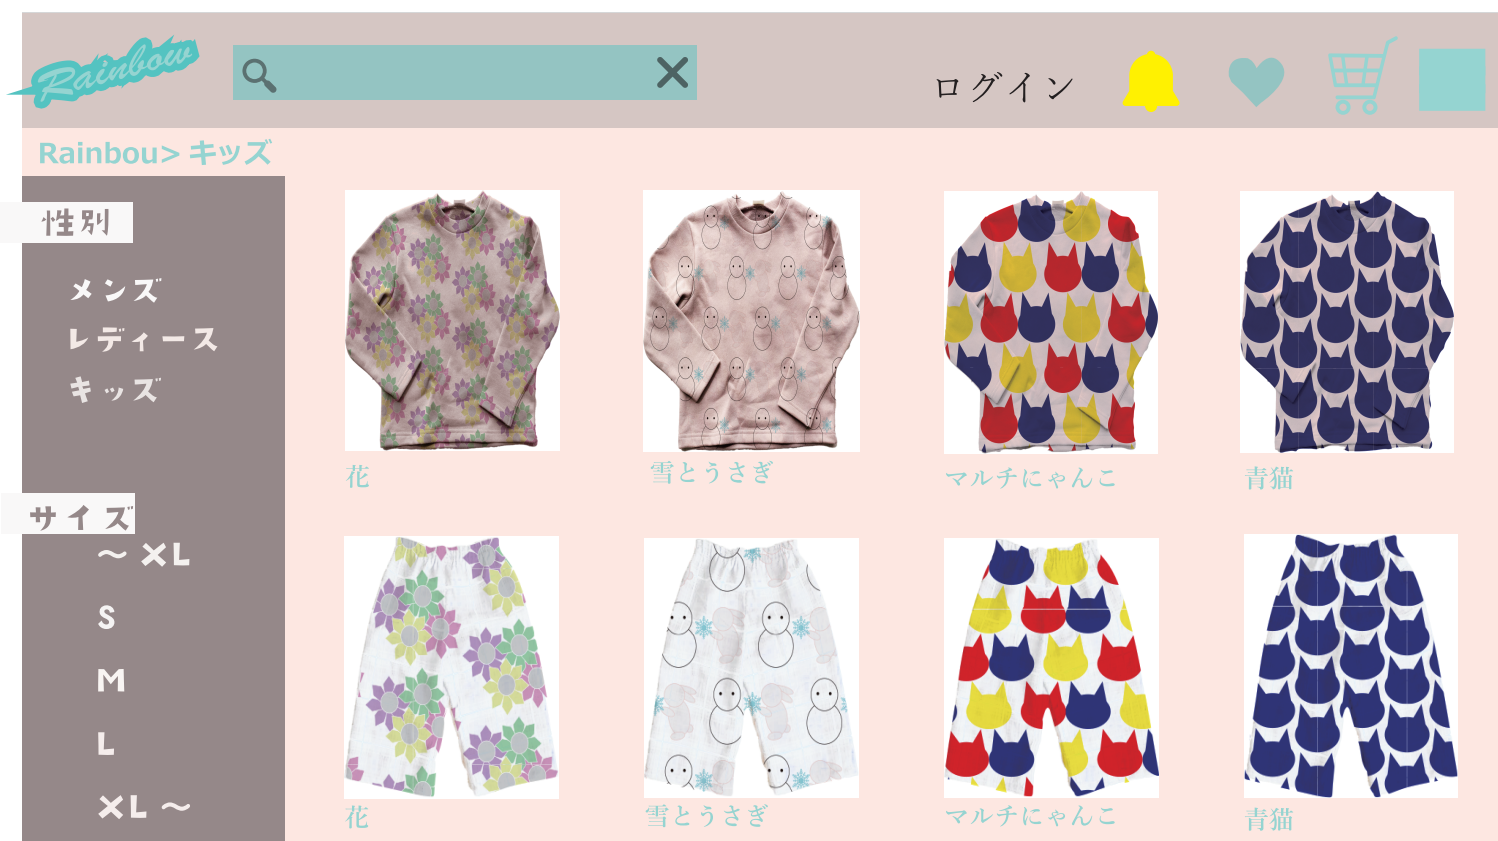 Rainbow
ログイン
Rainbou> キッズ
性別
メンズ
レディース
キッズ
サイズ
～ XL
S
M
L
XL ～
花
雪とうさぎ
マルチにゃんこ
青猫
花
雪とうさぎ
マルチにゃんこ
青猫